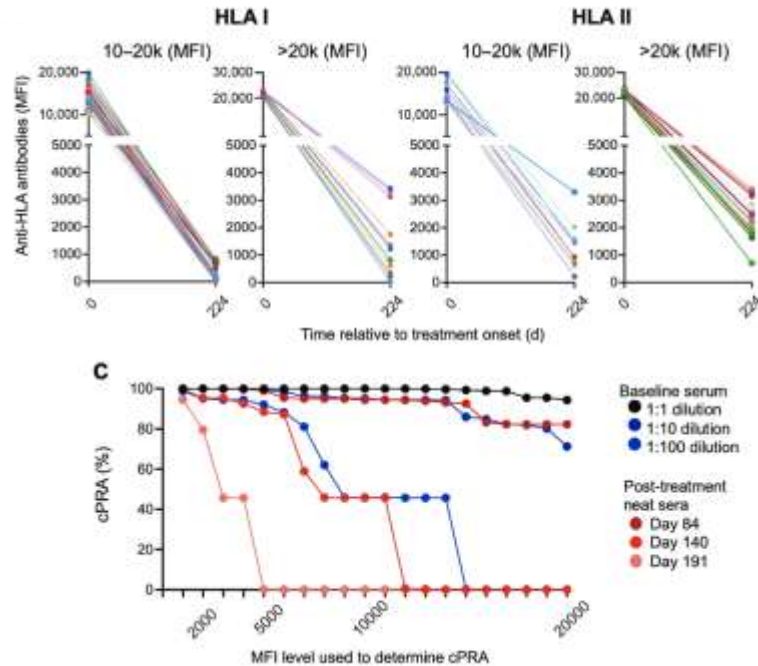 HLA I HLA II
10–20k (MFI) >20k (MFI) 10–20k (MFI) >20k (MFI)
20,000 30,000 20,000 30,000
10,000 20,000 10,000 20,000
5000 5000 5000 5000
4000 4000 4000 4000
3000 3000 3000 3000
2000 2000 2000 2000
1000 1000 1000 1000
0 0 0 0
0 224 0 224 0 224 0 224
Anti-HLA antibodies (MFI)
Time relative to treatment onset (d)
C
100
80
60
40
20
0
cPRA (%)
2000 5000 10000 20000
MFI level used to determine cPRA
Baseline serum
1:1 dilution
1:10 dilution
1:100 dilution
Post-treatment
neat sera
Day 84
Day 140
Day 191